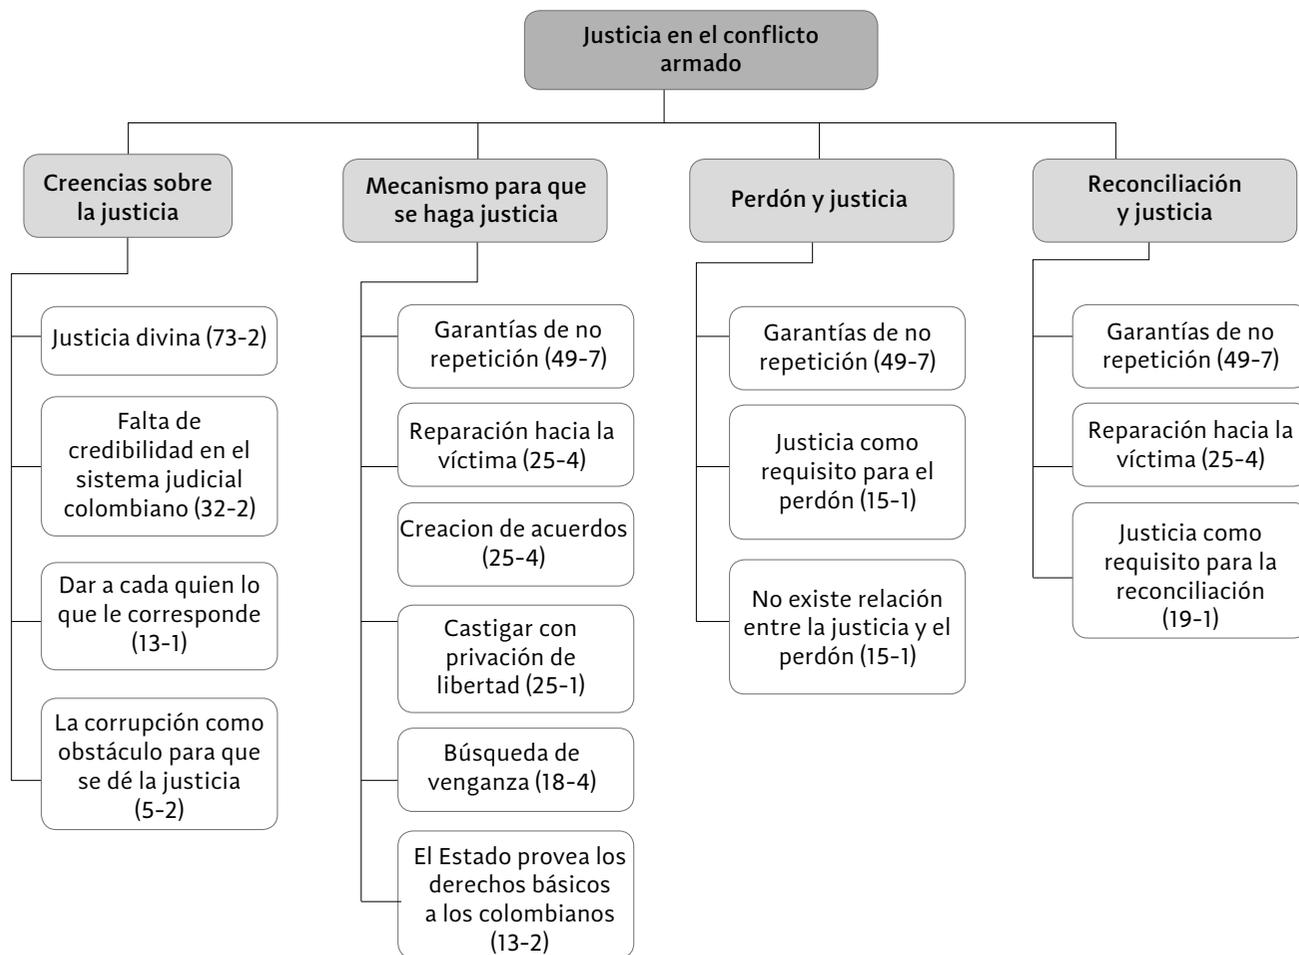 Justicia en el conflicto
armado
Creencias sobre
la justicia
Justicia divina (73-2)
Falta de
credibilidad en el
sistema judicial
colombiano (32-2)
Dar a cada quien lo
que le corresponde
(13-1)
La corrupción como
obstáculo para que
se dé la justicia
(5-2)
Mecanismo para que
se haga justicia
Garantías de no
repetición (49-7)
Reparación hacia la
víctima (25-4)
Creacion de acuerdos
(25-4)
Castigar con
privación de
libertad (25-1)
Búsqueda de
venganza (18-4)
El Estado provea los
derechos básicos
a los colombianos
(13-2)
Perdón y justicia
Garantías de no
repetición (49-7)
Justicia como
requisito para el
perdón (15-1)
No existe relación
entre la justicia y el
perdón (15-1)
Reconciliación
y justicia
Garantías de no
repetición (49-7)
Reparación hacia la
víctima (25-4)
Justicia como
requisito para la
reconciliación
(19-1)